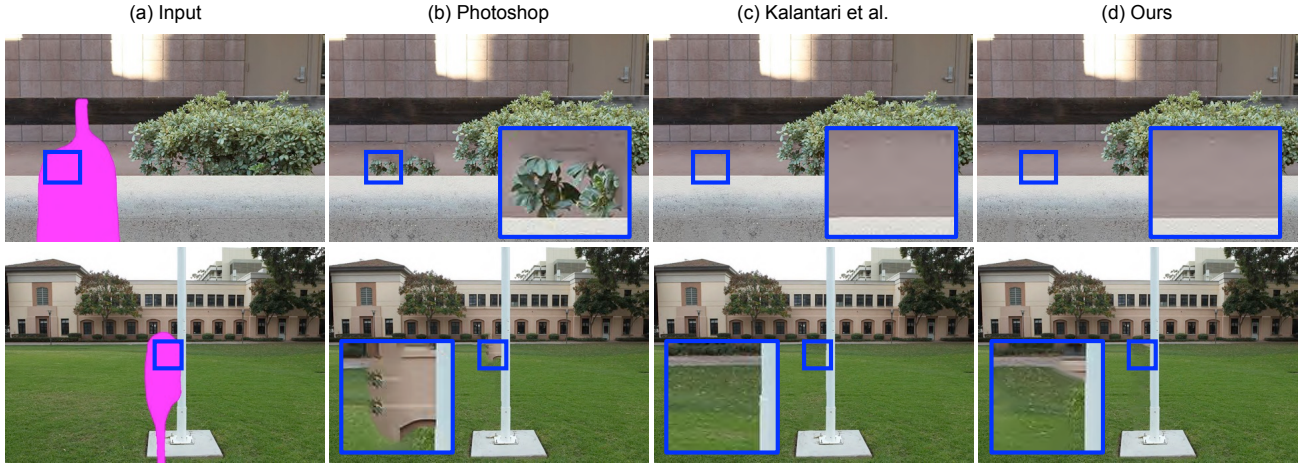 (a) Input
(b) Photoshop
(c) Kalantari et al.
(d) Ours